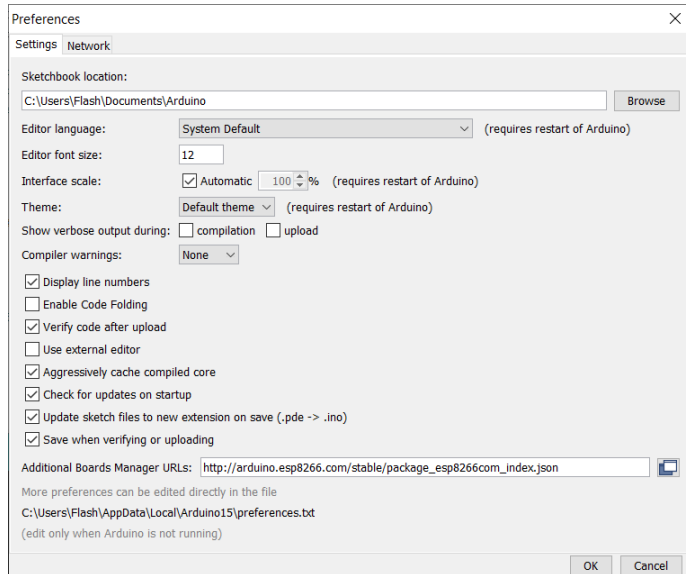 Preferences
Settings Network
Sketchbook location:
C:\Users\Flash\Documents\Arduino Browse
Editor language: System Default (requires restart of Arduino)
Editor font size: 12
Interface scale: Automatic 100 % (requires restart of Arduino)
Theme: Default theme (requires restart of Arduino)
Show verbose output during: compilation upload
Compiler warnings: None
Display line numbers
Enable Code Folding
Verify code after upload
Use external editor
Aggressively cache compiled core
Check for updates on startup
Update sketch files to new extension on save (.pde -> .ino)
Save when verifying or uploading
Additional Boards Manager URLs: http://arduino.esp8266.com/stable/package_esp8266com_index.json
More preferences can be edited directly in the file
C:\Users\Flash\AppData\Local\Arduino15\preferences.txt
(edit only when Arduino is not running)
OK Cancel